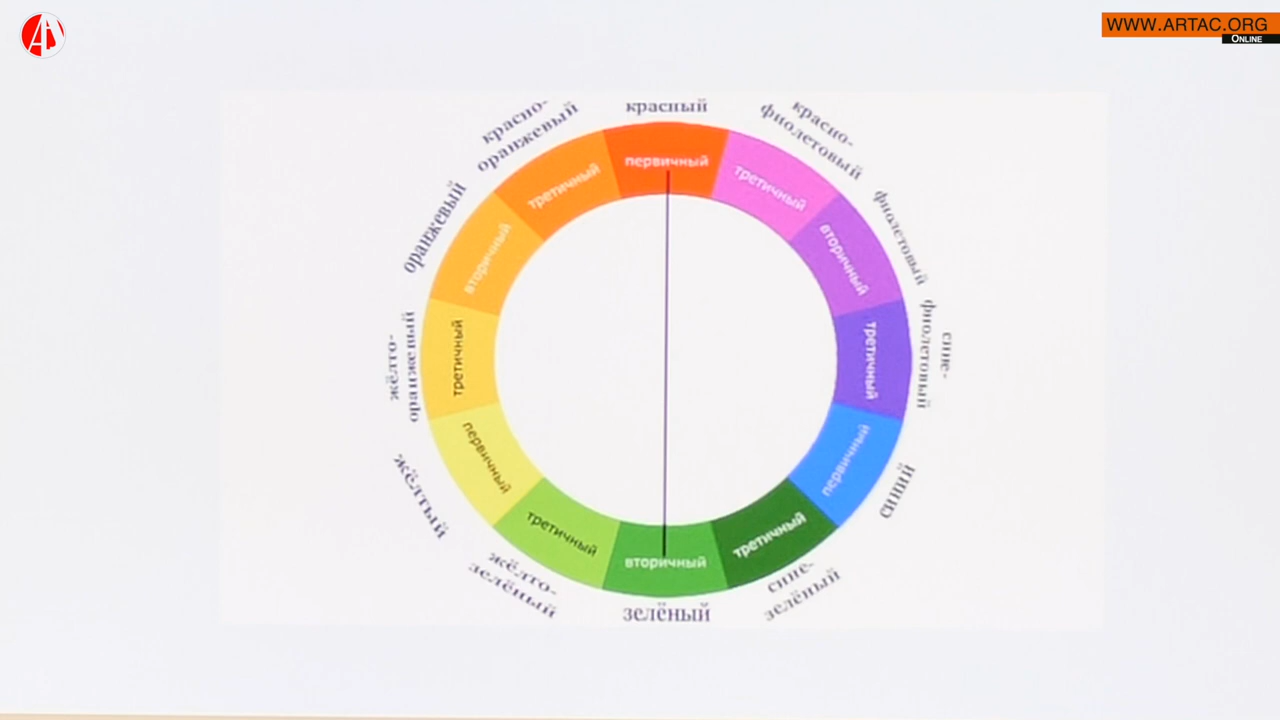 WWW.ARTAC.ORG
ONLINE
красный
красно-
фиолетовый
фиолетовый
сине-
фиолетовый
синий
сине-
зелёный
зелёный
жёлто-
зелёный
жёлтый
жёлто-
оранжевый
оранжевый
красно-
оранжевый
первичный
третичный
вторичный
третичный
первичный
третичный
вторичный
третичный
первичный
третичный
вторичный
третичный